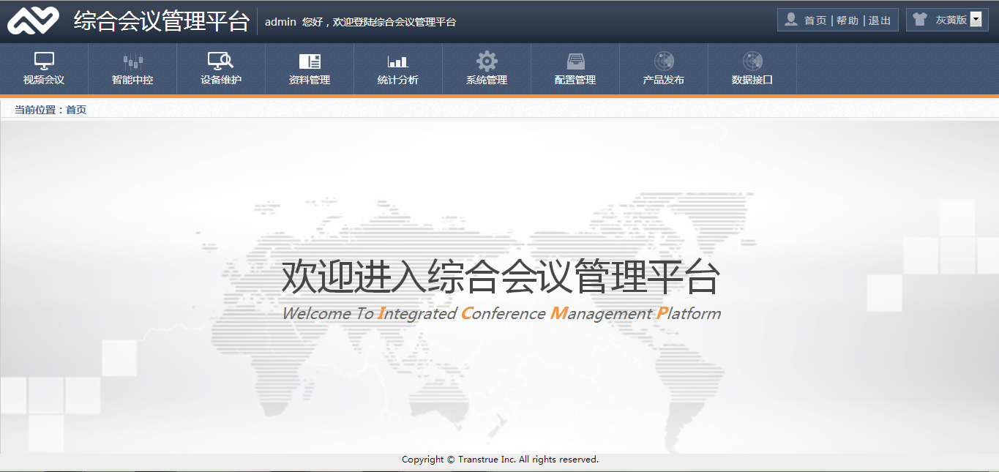 综合会议管理平台
admin 您好，欢迎登陆综合会议管理平台
首页 | 帮助 | 退出
灰黄版
视频会议
智能中控
设备维护
资料管理
统计分析
系统管理
配置管理
产品发布
数据接口
当前位置：首页
欢迎进入综合会议管理平台
Welcome To Integrated Conference Management Platform
Copyright © Transtrue Inc. All rights reserved.